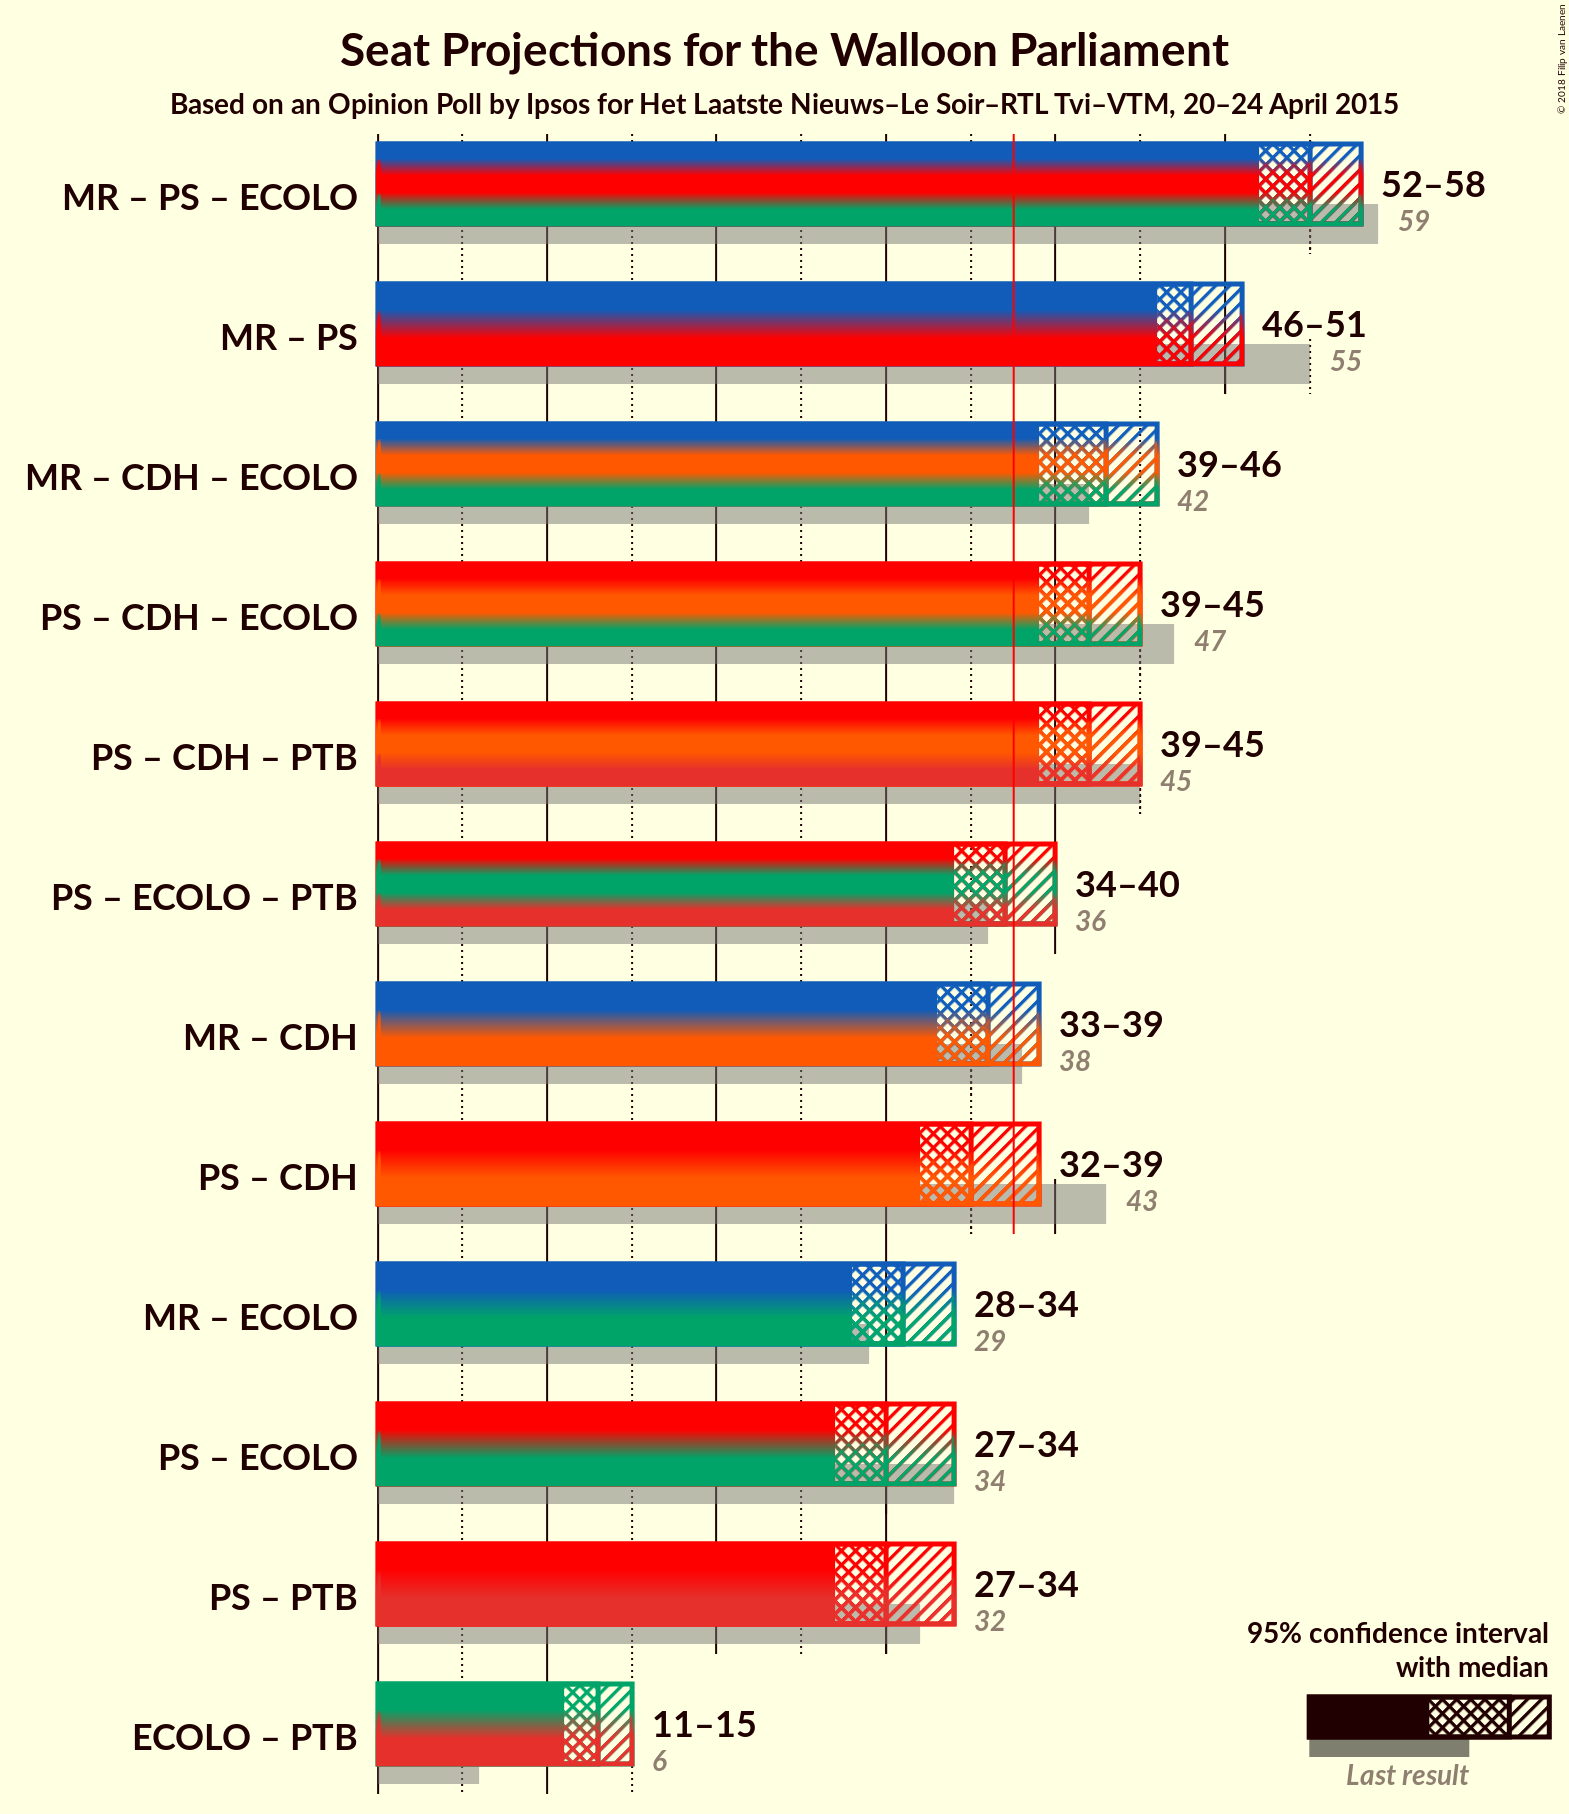 Seat Projections for the Walloon Parliament
Based on an Opinion Poll by Ipsos for Het Laatste Nieuws–Le Soir–RTL Tvi–VTM, 20–24 April 2015
© 2018 Filip van Laenen
MR – PS – ECOLO
52–58
59
MR – PS
46–51
55
MR – CDH – ECOLO
39–46
42
PS – CDH – ECOLO
39–45
47
PS – CDH – PTB
39–45
45
PS – ECOLO – PTB
34–40
36
MR – CDH
33–39
38
PS – CDH
32–39
43
MR – ECOLO
28–34
29
PS – ECOLO
27–34
34
PS – PTB
27–34
32
ECOLO – PTB
11–15
6
95% confidence interval
with median
Last result